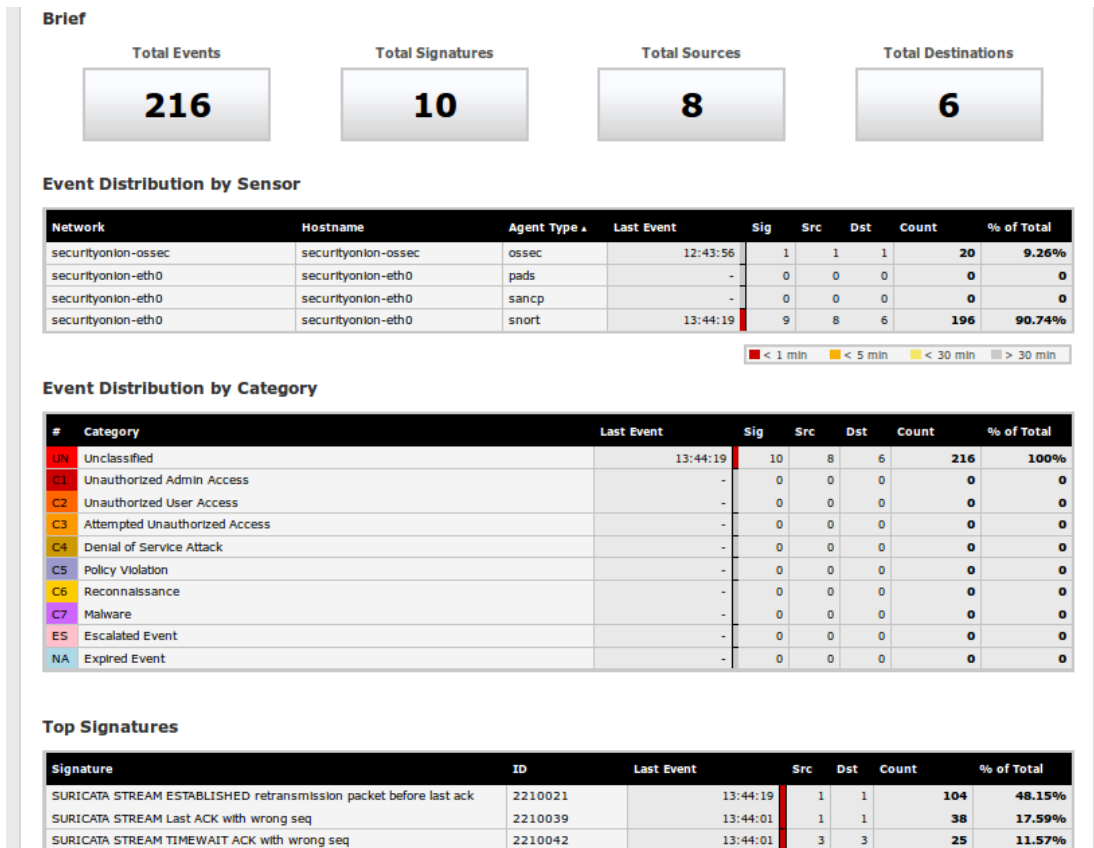 Brief
Total Events Total Signatures Total Sources Total Destinations
216 10 8 6
Event Distribution by Sensor
Network Hostname Agent Type ▴ Last Event Sig Src Dst Count % of Total
securityonion-ossec securityonion-ossec ossec 12:43:56 1 1 1 20 9.26%
securityonion-eth0 securityonion-eth0 pads - 0 0 0 0 0
securityonion-eth0 securityonion-eth0 sancp - 0 0 0 0 0
securityonion-eth0 securityonion-eth0 snort 13:44:19 9 8 6 196 90.74%
< 1 min < 5 min < 30 min > 30 min
Event Distribution by Category
# Category Last Event Sig Src Dst Count % of Total
UN Unclassified 13:44:19 10 8 6 216 100%
C1 Unauthorized Admin Access - 0 0 0 0 0
C2 Unauthorized User Access - 0 0 0 0 0
C3 Attempted Unauthorized Access - 0 0 0 0 0
C4 Denial of Service Attack - 0 0 0 0 0
C5 Policy Violation - 0 0 0 0 0
C6 Reconnaissance - 0 0 0 0 0
C7 Malware - 0 0 0 0 0
ES Escalated Event - 0 0 0 0 0
NA Expired Event - 0 0 0 0 0
Top Signatures
Signature ID Last Event Src Dst Count % of Total
SURICATA STREAM ESTABLISHED retransmission packet before last ack 2210021 13:44:19 1 1 104 48.15%
SURICATA STREAM Last ACK with wrong seq 2210039 13:44:01 1 1 38 17.59%
SURICATA STREAM TIMEWAIT ACK with wrong seq 2210042 13:44:01 3 3 25 11.57%